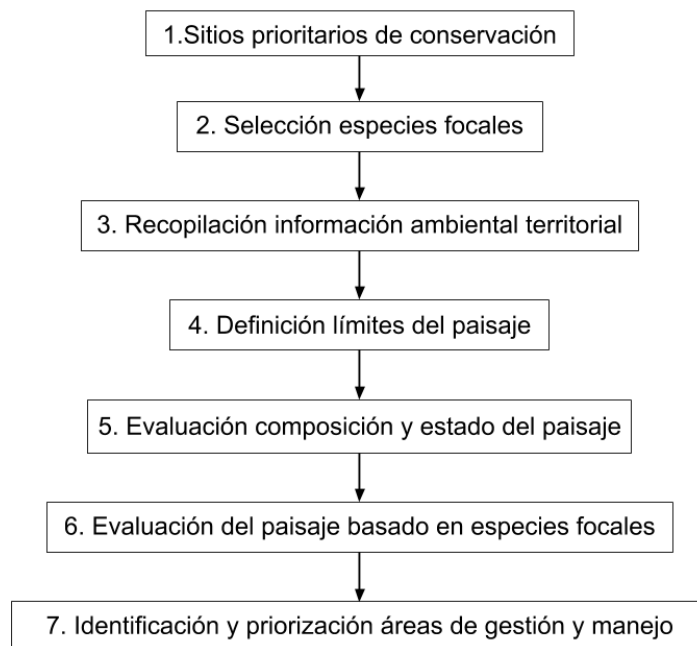 1.Sitios prioritarios de conservación
2. Selección especies focales
3. Recopilación información ambiental territorial
4. Definición límites del paisaje
5. Evaluación composición y estado del paisaje
6. Evaluación del paisaje basado en especies focales
7. Identificación y priorización áreas de gestión y manejo